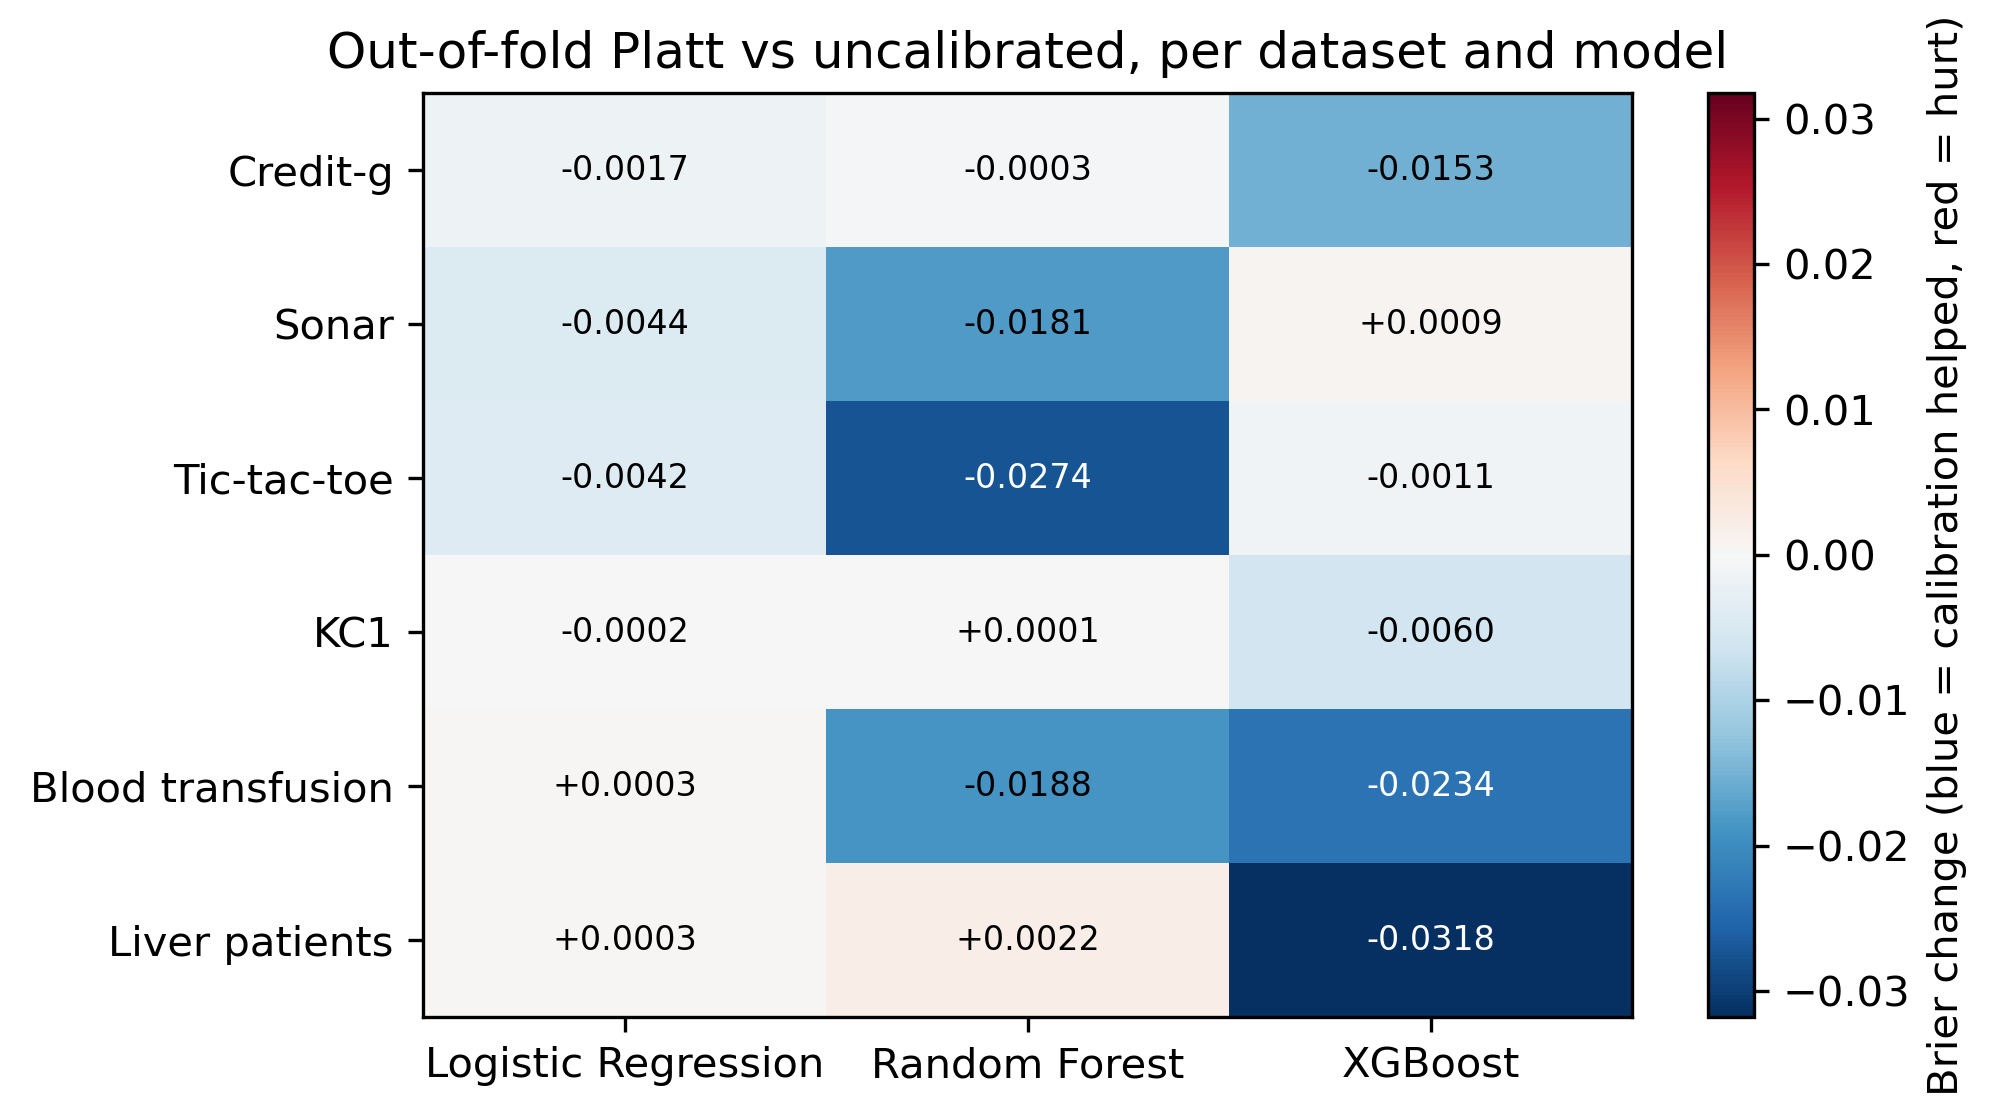 Out-of-fold Platt vs uncalibrated, per dataset and model
Credit-g -0.0017 -0.0003 -0.0153
Sonar -0.0044 -0.0181 +0.0009
Tic-tac-toe -0.0042 -0.0274 -0.0011
KC1 -0.0002 +0.0001 -0.0060
Blood transfusion +0.0003 -0.0188 -0.0234
Liver patients +0.0003 +0.0022 -0.0318
Logistic Regression Random Forest XGBoost
0.03
0.02
0.01
0.00
−0.01
−0.02
−0.03
Brier change (blue = calibration helped, red = hurt)